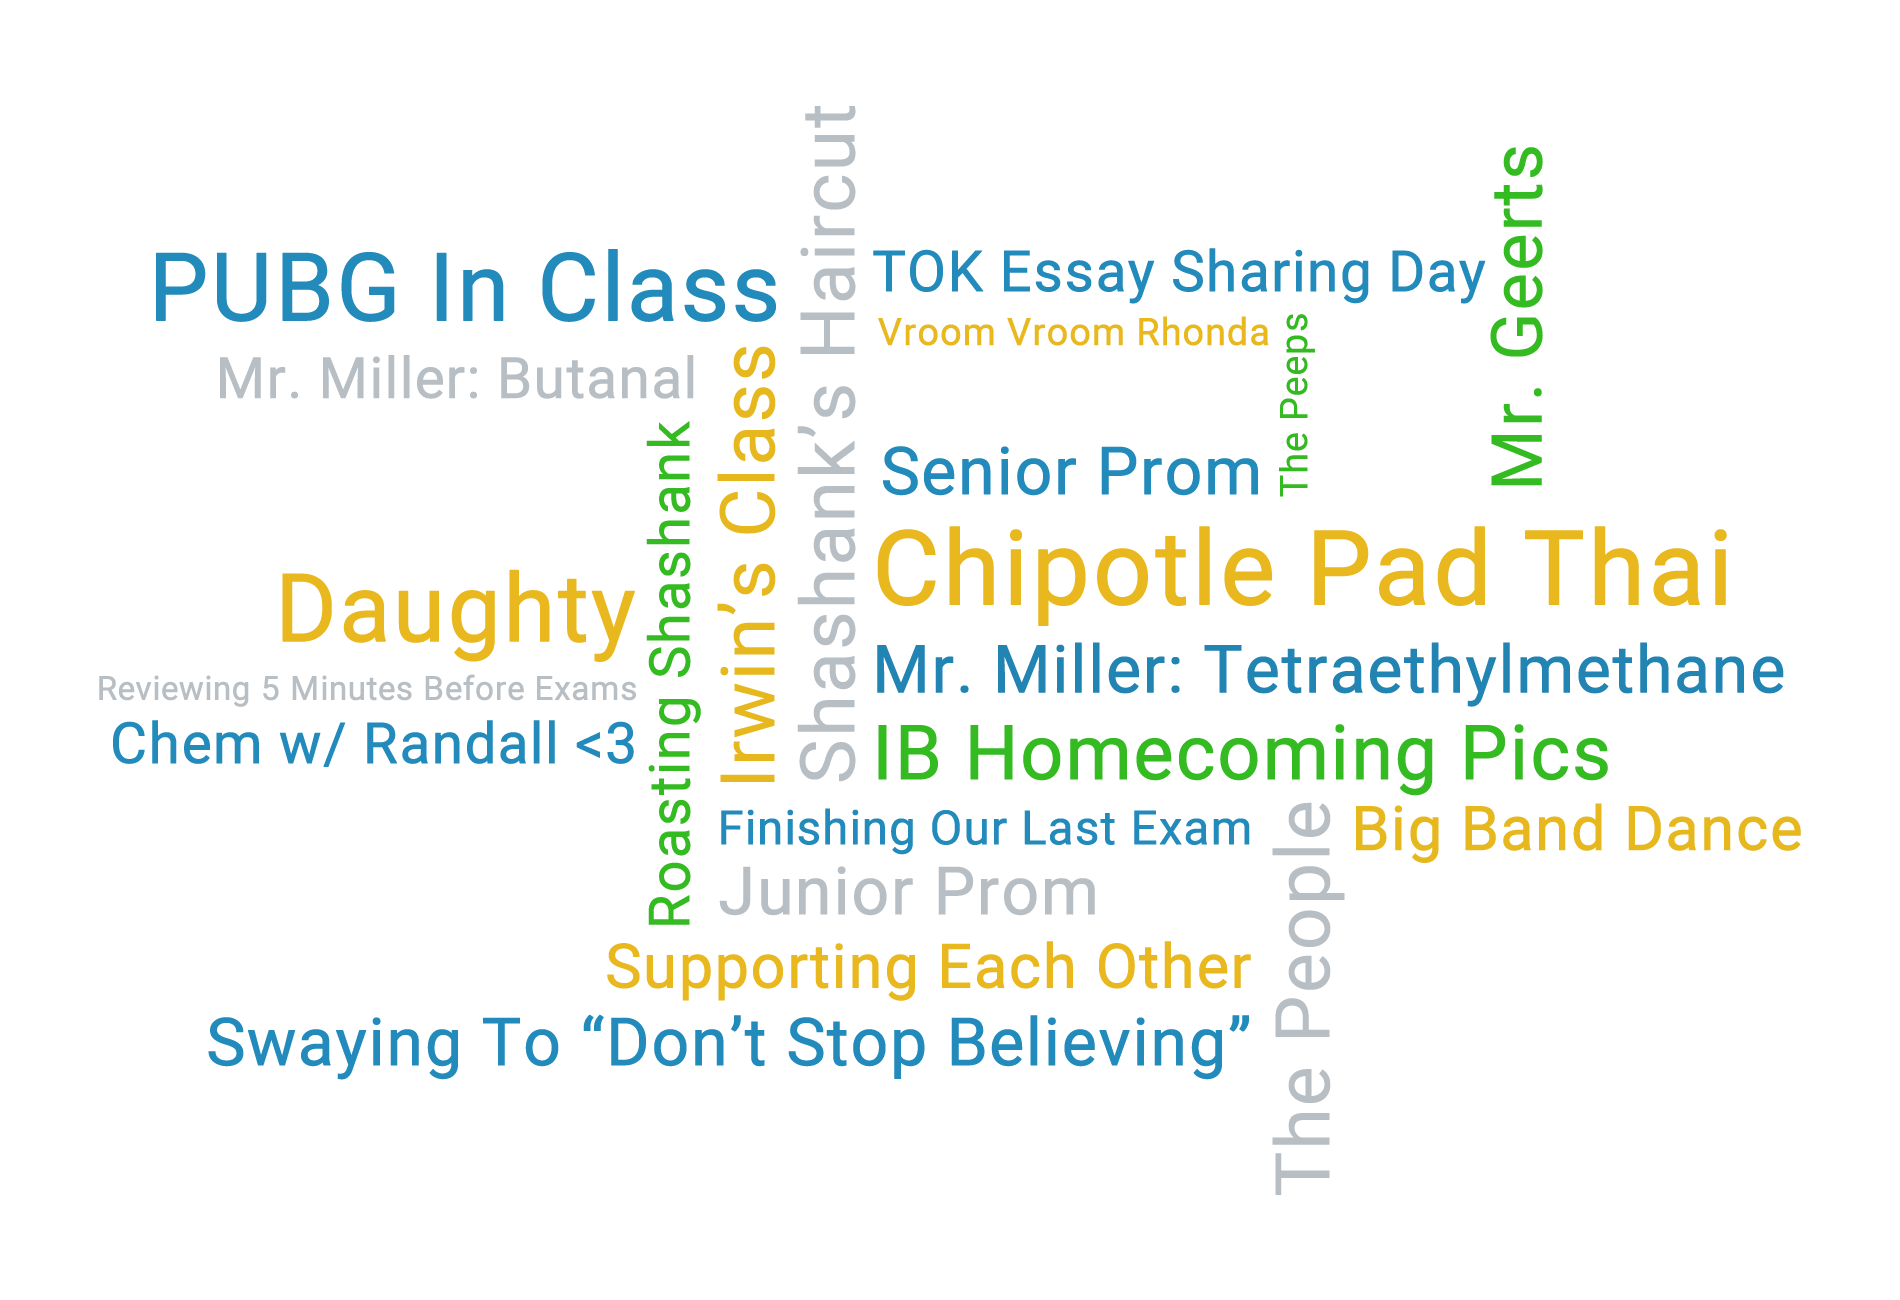 Shashank’s Haircut
Mr. Geerts
PUBG In Class
TOK Essay Sharing Day
Vroom Vroom Rhonda
The Peeps
Mr. Miller: Butanal
Irwin’s Class
Roasting Shashank
Senior Prom
Chipotle Pad Thai
Daughty
Mr. Miller: Tetraethylmethane
Reviewing 5 Minutes Before Exams
Chem w/ Randall <3
IB Homecoming Pics
Finishing Our Last Exam
The People
Big Band Dance
Junior Prom
Supporting Each Other
Swaying To “Don’t Stop Believing”